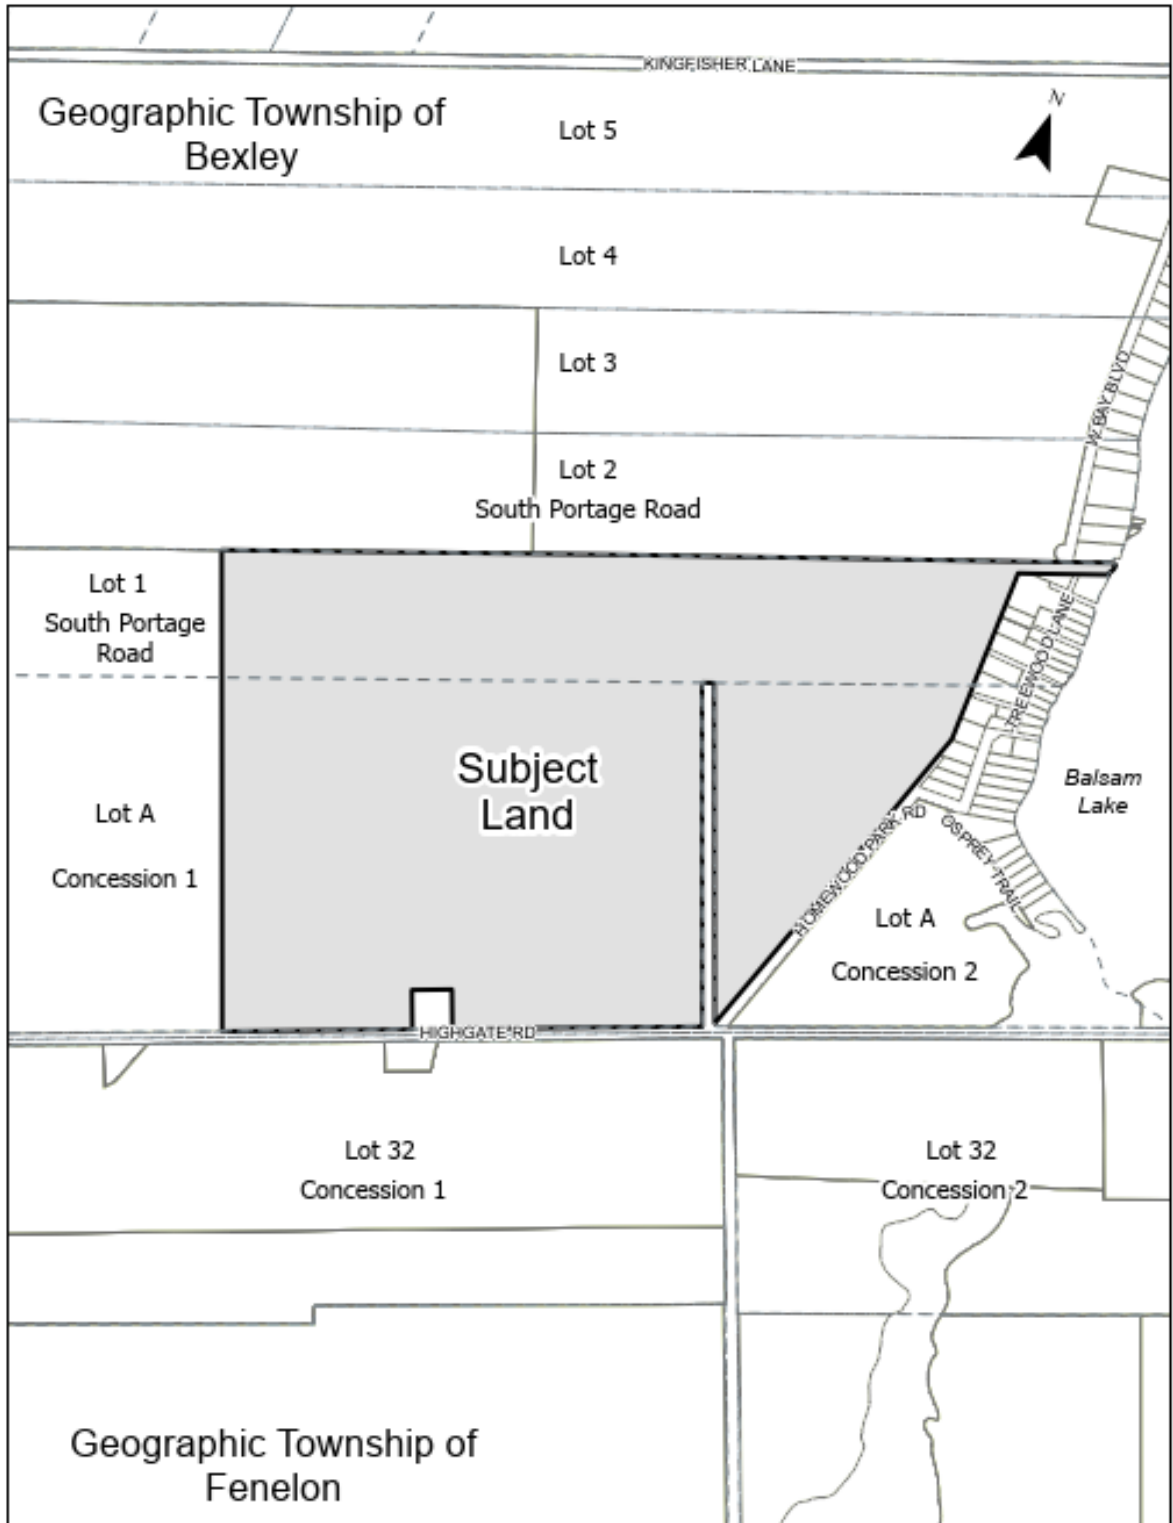 KINGFISHER LANE
N
Geographic Township of
Bexley
Lot 5
Lot 4
Lot 3
W BAY BLVD
Lot 2
South Portage Road
Lot 1
South Portage
Road
TREEWOOD LANE
Subject
Land
Balsam
Lake
Lot A
Concession 1
HOMEWOOD PARK RD
OSPREY TRAIL
Lot A
Concession 2
HIGHGATE RD
Lot 32
Concession 1
Lot 32
Concession 2
Geographic Township of
Fenelon